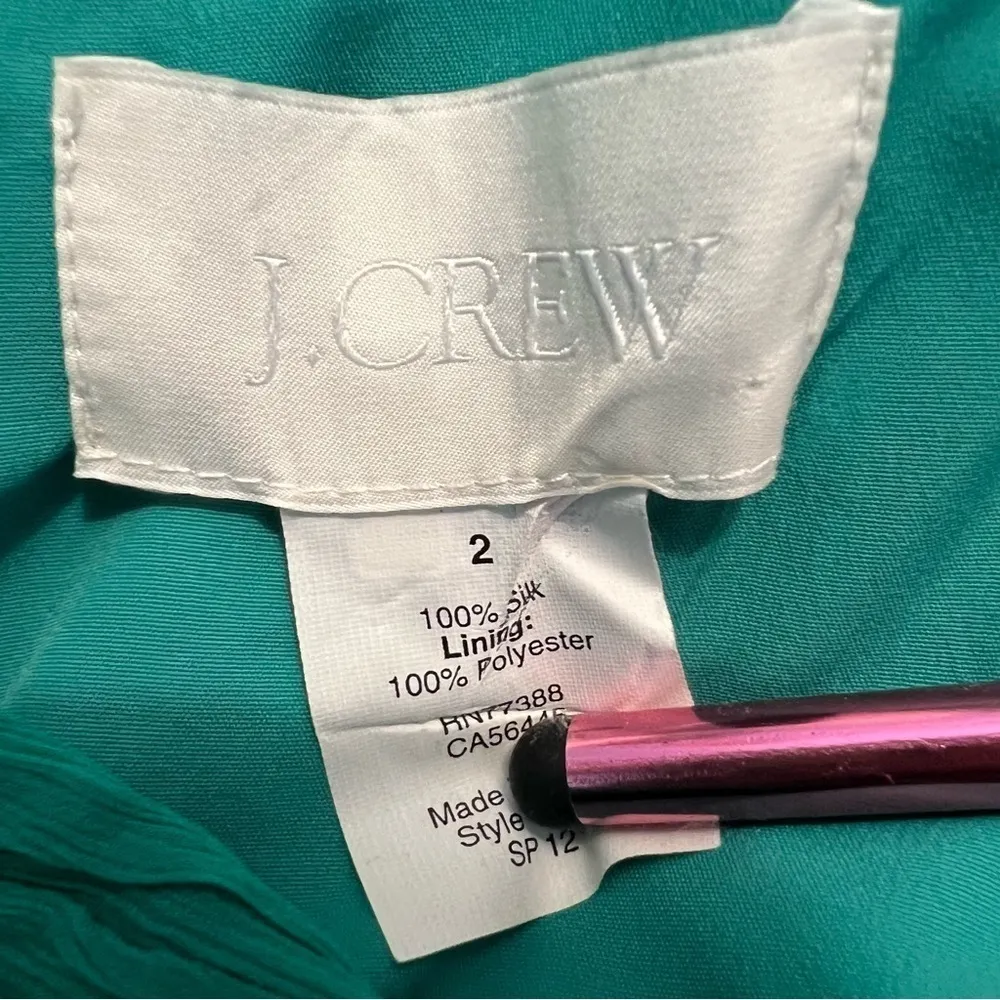 J.CREW
2
100% Silk
Lining:
100% Polyester
RN77388
Made
Style
SP 12